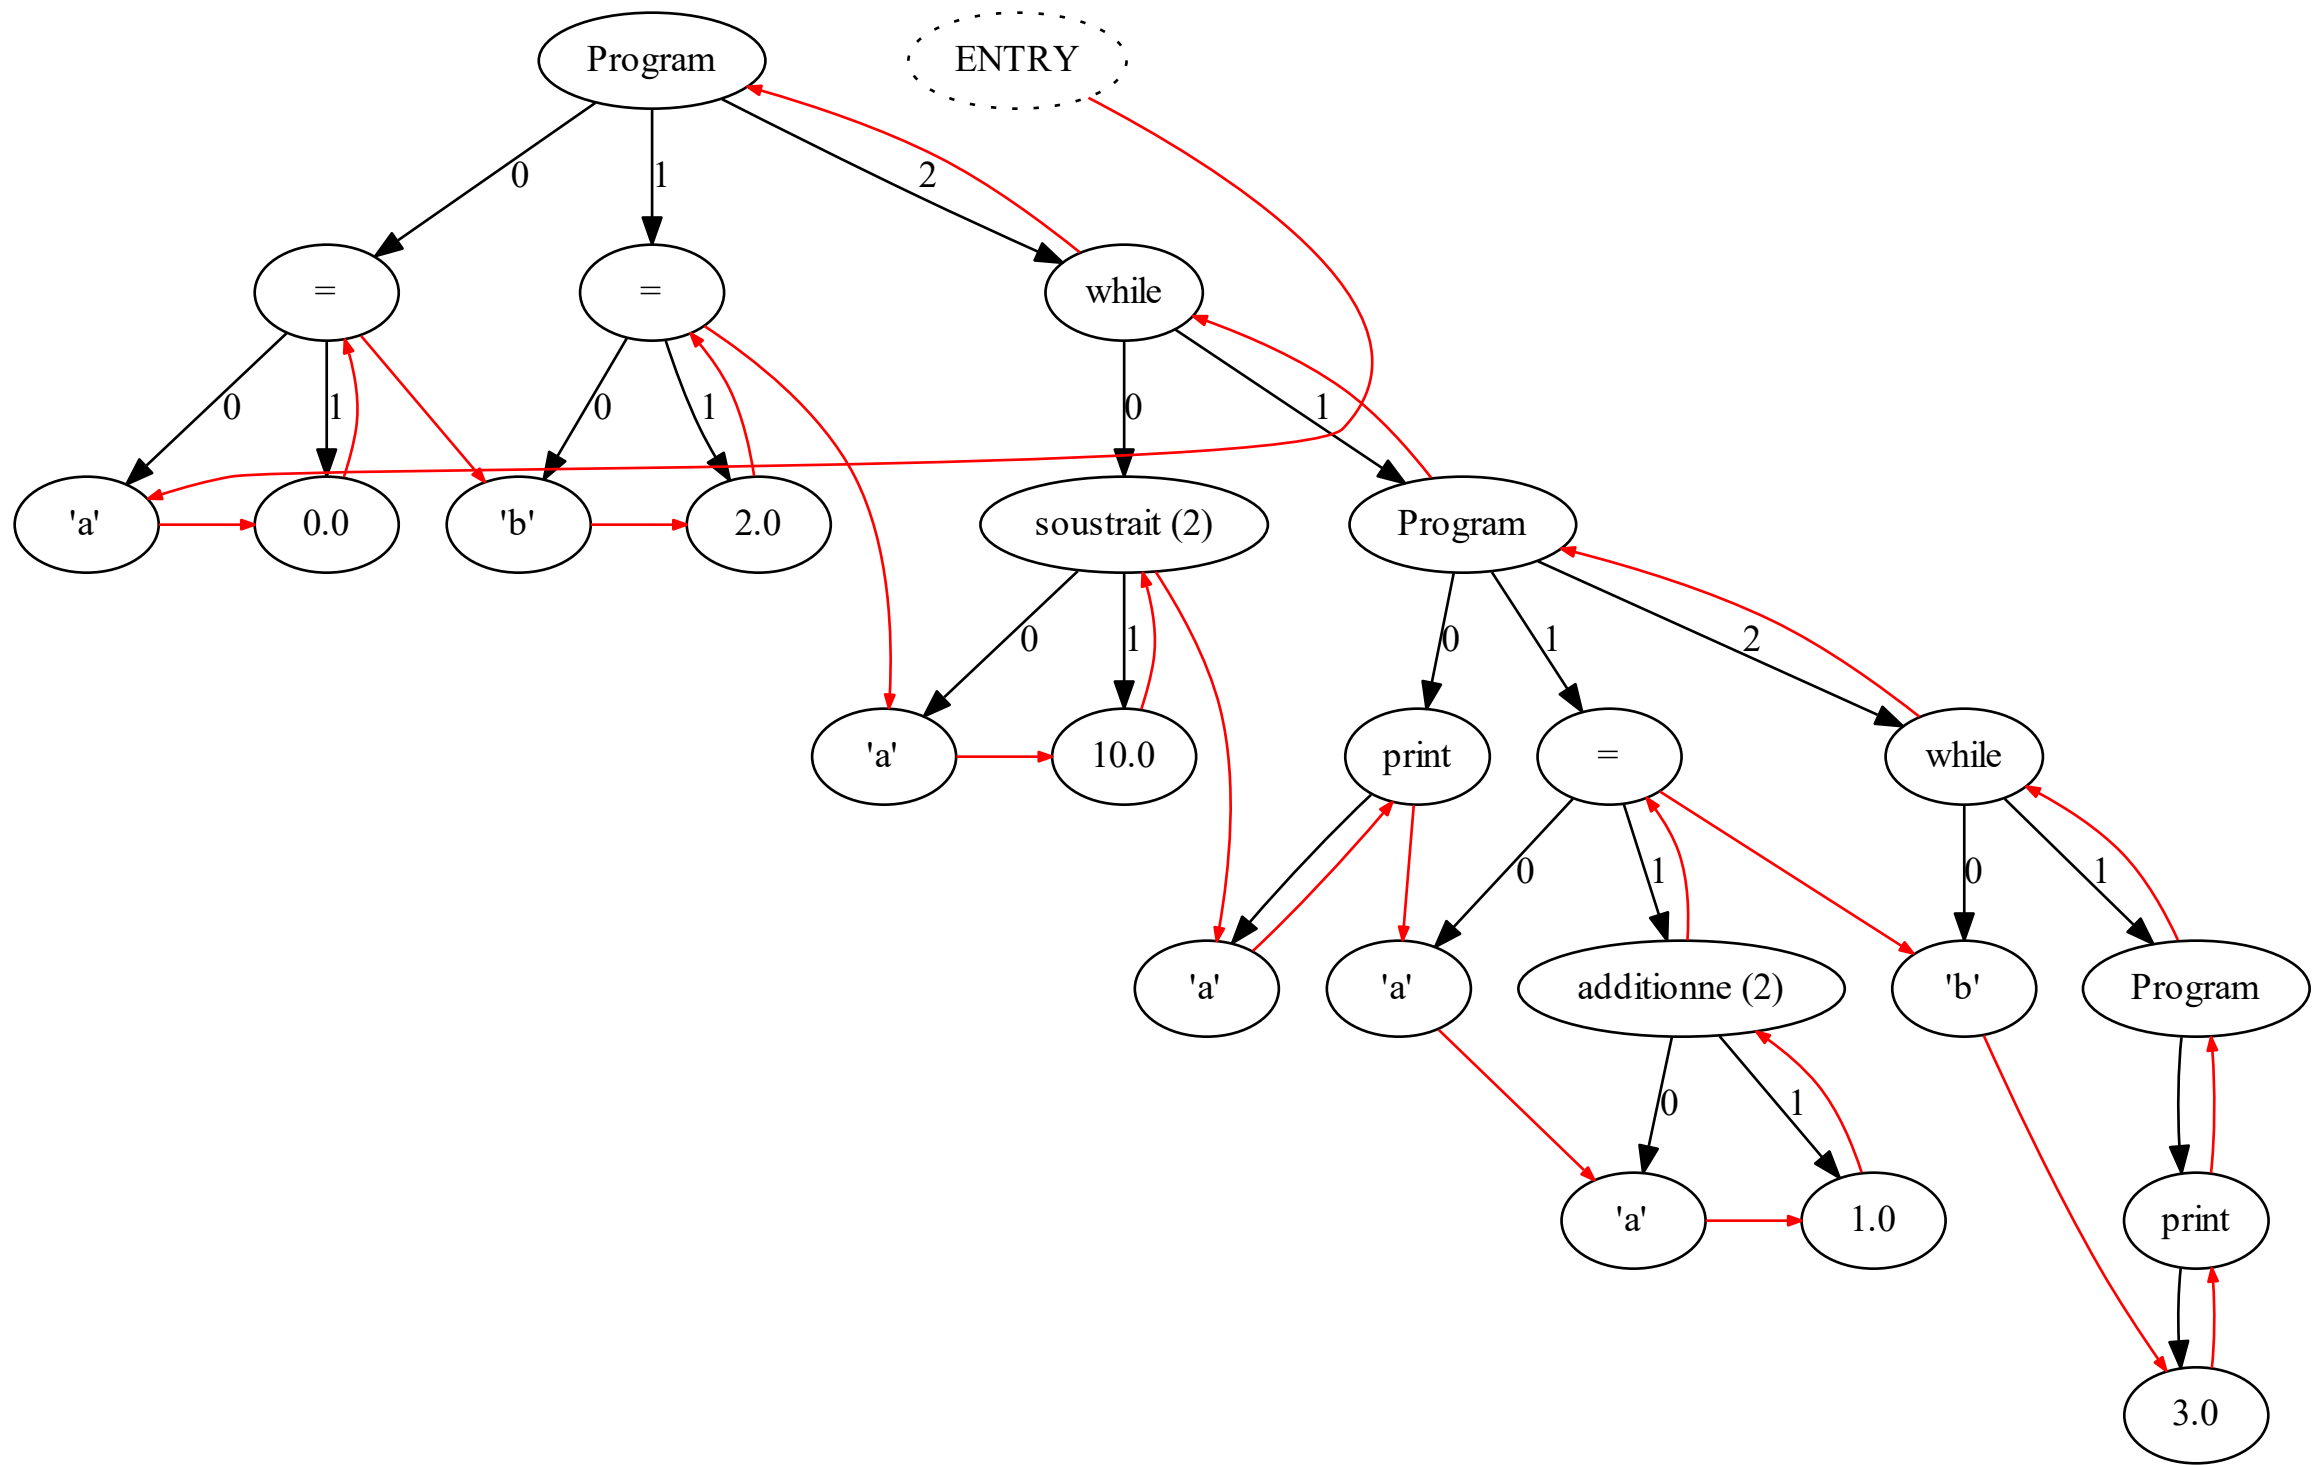 Program
ENTRY
0
1
2
=
=
while
0
1
0
1
0
1
'a'
0.0
'b'
2.0
soustrait (2)
Program
0
1
0
1
2
'a'
10.0
print
=
while
0
1
0
1
'a'
'a'
additionne (2)
'b'
Program
0
1
'a'
1.0
print
3.0